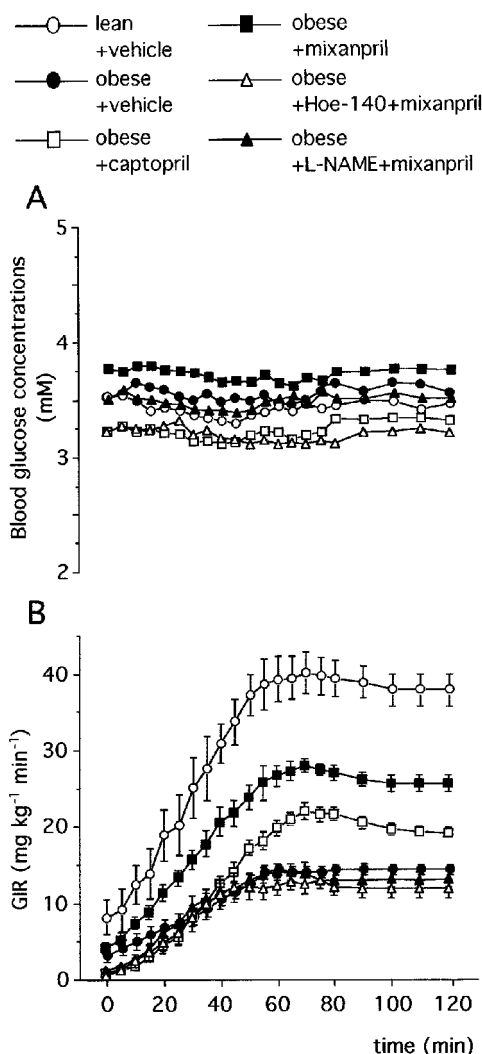 lean
+vehicle
obese
+mixanpril
obese
+vehicle
obese
+Hoe-140+mixanpril
obese
+captopril
obese
+L-NAME+mixanpril
A
Blood glucose concentrations
(mM)
5
4
3
2
B
GIR (mg kg⁻¹ min⁻¹)
40
30
20
10
0
0 20 40 60 80 100 120
time (min)